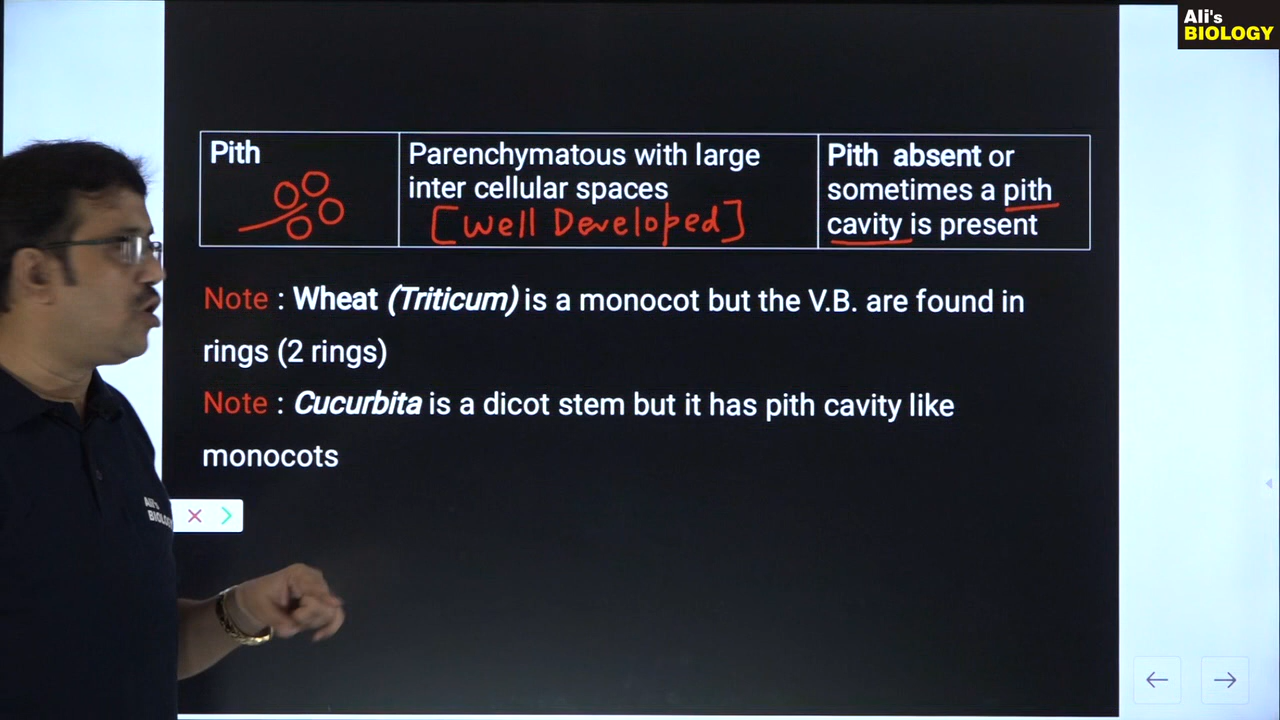 Ali's
BIOLOGY
Pith
Parenchymatous with large
inter cellular spaces
[Well Developed]
Pith absent or
sometimes a pith
cavity is present
Note : Wheat (Triticum) is a monocot but the V.B. are found in
rings (2 rings)
Note : Cucurbita is a dicot stem but it has pith cavity like
monocots
Ali's
BIOLOGY